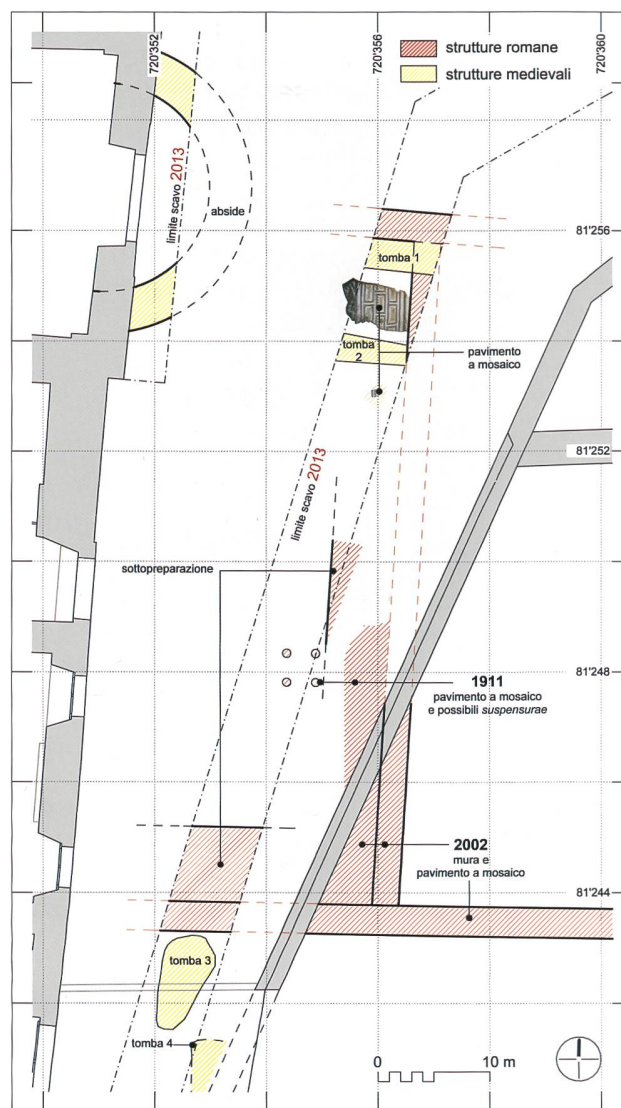 720'352
720'356
720'360
strutture romane
strutture medievali
limite scavo 2013
abside
81'256
tomba 1
tomba
2
pavimento
a mosaico
81'252
limite scavo 2013
sottopreparazione
81'248
1911
pavimento a mosaico
e possibili suspensurae
2002
mura e
pavimento a mosaico
81'244
tomba 3
tomba 4
0
10 m